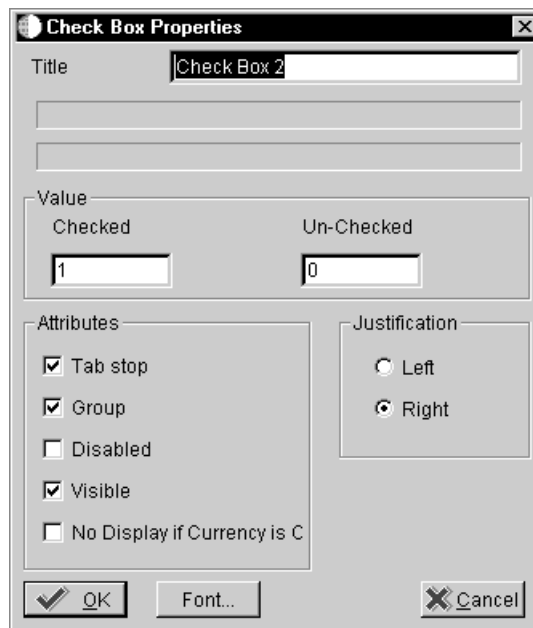 Check Box Properties
Title Check Box 2
Value
Checked Un-Checked
1 0
Attributes Justification
Tab stop Left
Group Right
Disabled
Visible
No Display if Currency is C
OK Font... Cancel